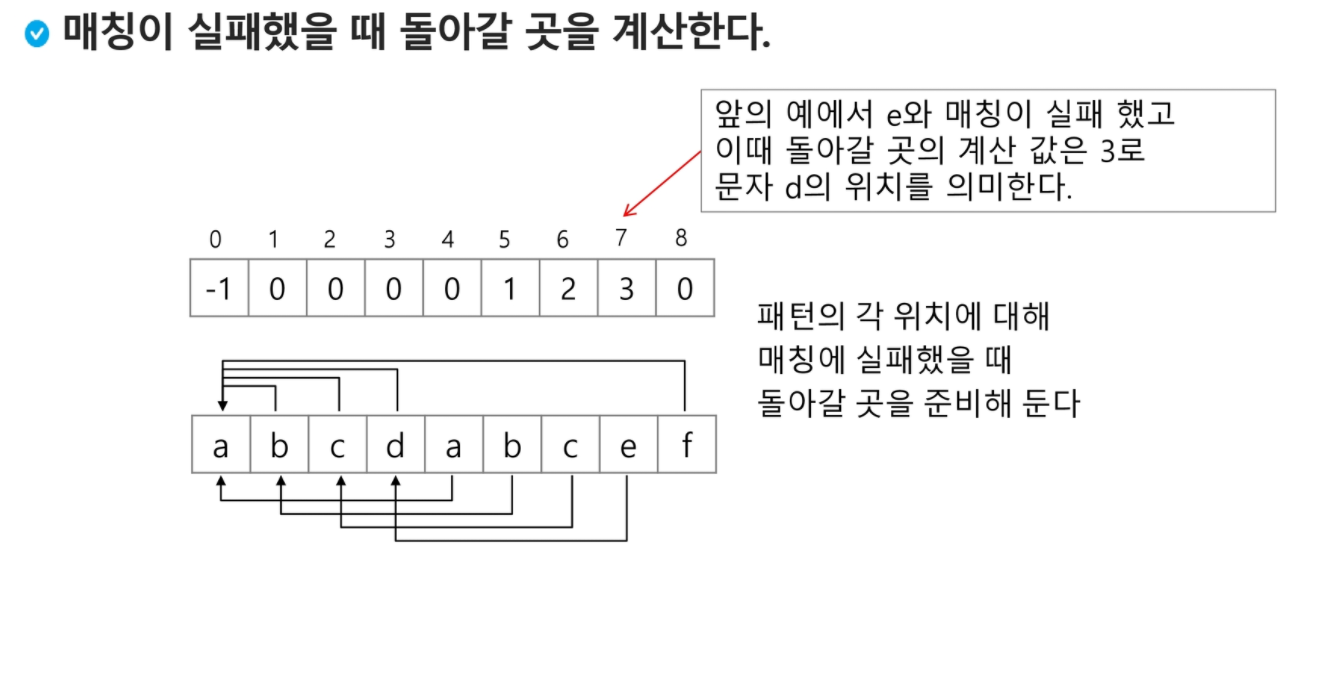 매칭이 실패했을 때 돌아갈 곳을 계산한다.
앞의 예에서 e와 매칭이 실패 했고
이때 돌아갈 곳의 계산 값은 3로
문자 d의 위치를 의미한다.
0 1 2 3 4 5 6 7 8
-1 0 0 0 0 1 2 3 0
패턴의 각 위치에 대해
매칭에 실패했을 때
돌아갈 곳을 준비해 둔다
a b c d a b c e f